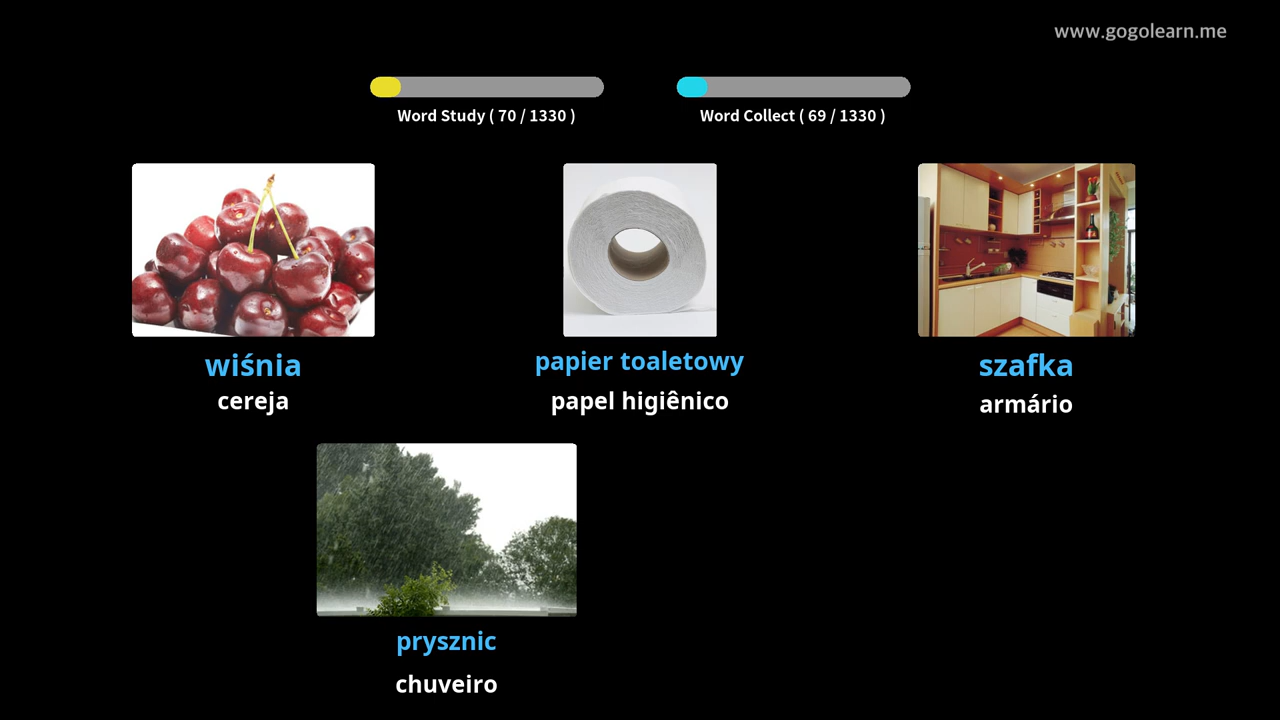 www.gogolearn.me
Word Study ( 70 / 1330 )
Word Collect ( 69 / 1330 )
wiśnia
cereja
papier toaletowy
papel higiênico
szafka
armário
prysznic
chuveiro